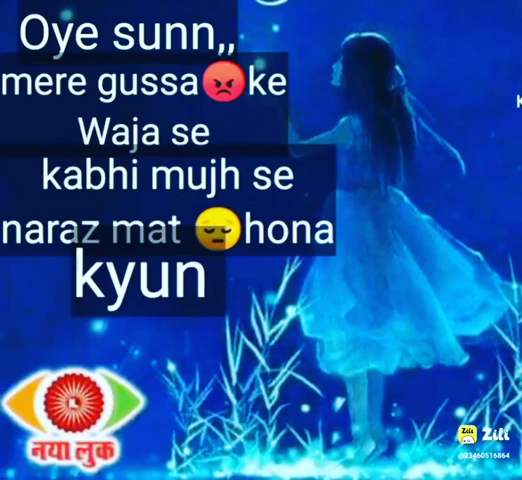 Oye sunn,,
mere gussa😡ke
Waja se
kabhi mujh se
naraz mat 😔hona
kyun
K
नया लुक
Zili
@23460516864